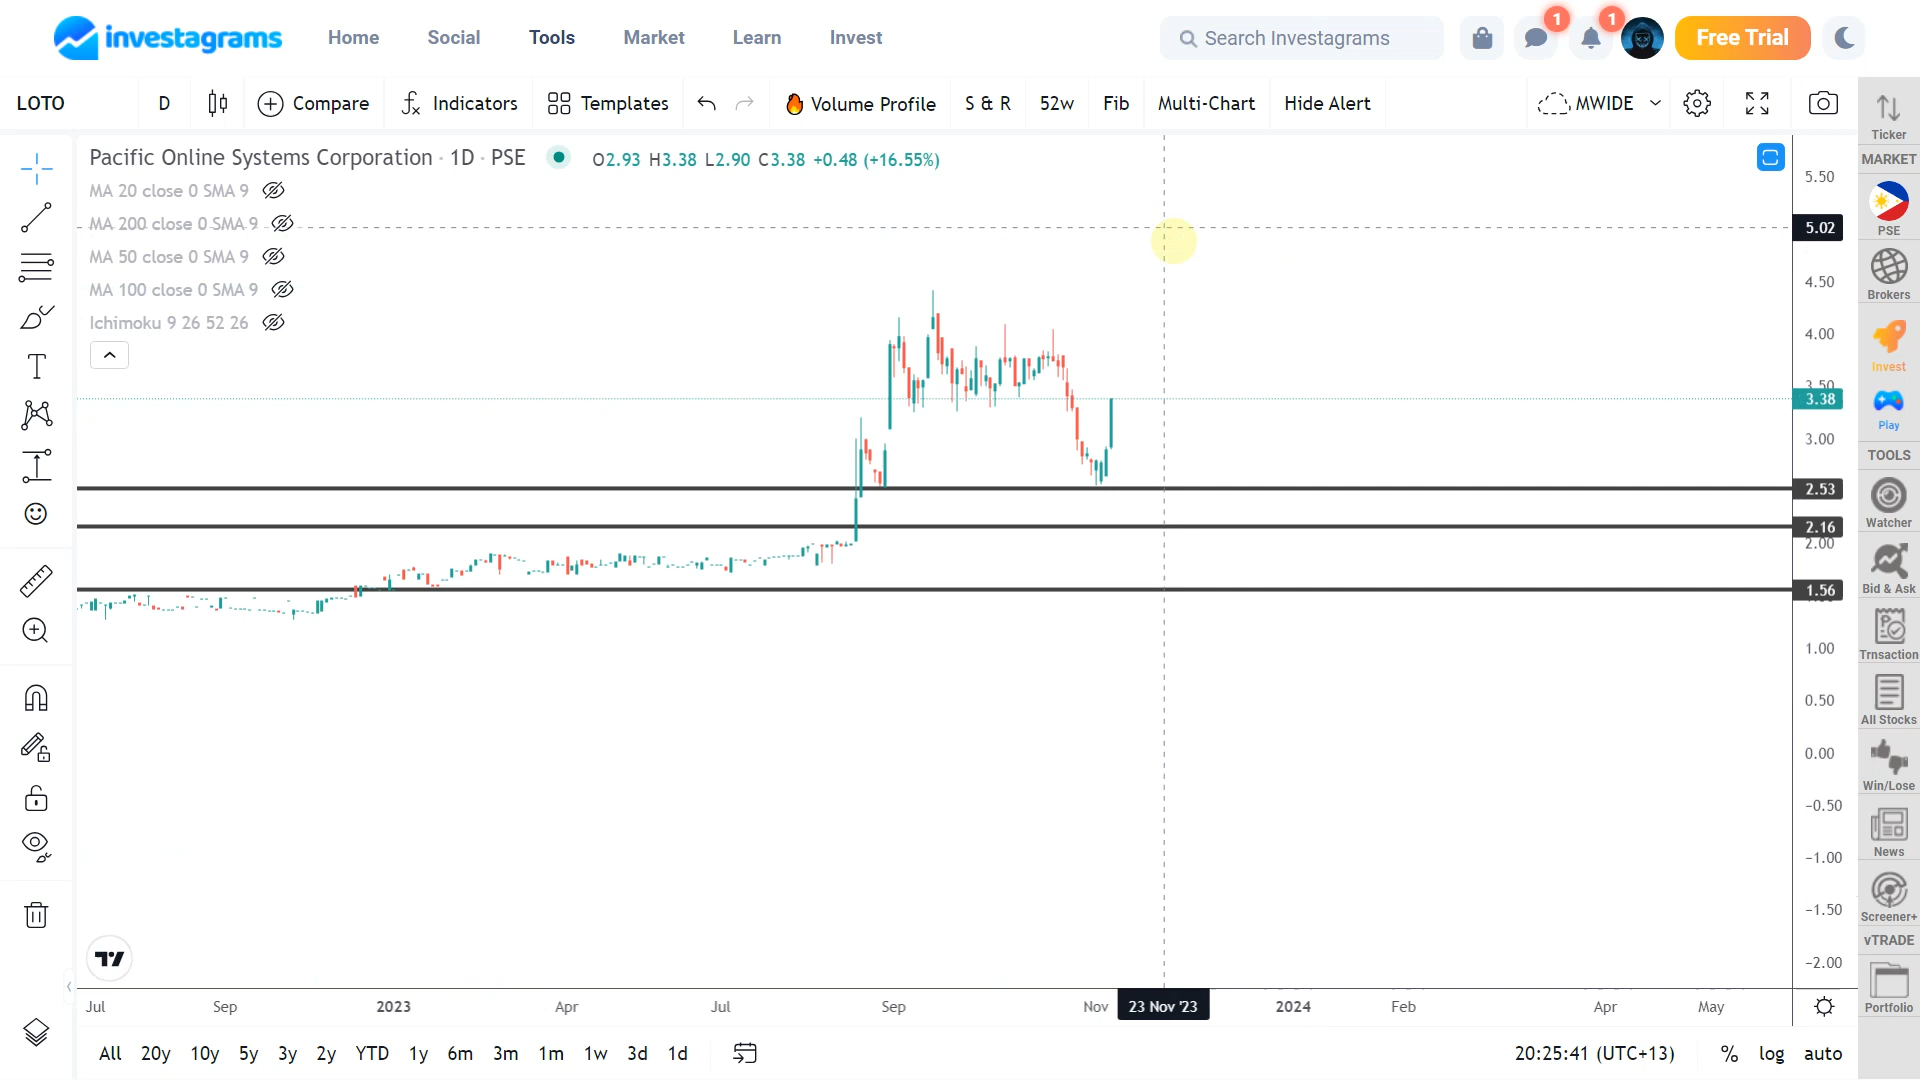 investagrams
Home
Social
Tools
Market
Learn
Invest
Search Investagrams
1
1
Free Trial
LOTO
D
Compare
Indicators
Templates
Volume Profile
S & R
52w
Fib
Multi-Chart
Hide Alert
MWIDE
Pacific Online Systems Corporation · 1D · PSE
O2.93 H3.38 L2.90 C3.38 +0.48 (+16.55%)
MA 20 close 0 SMA 9
MA 200 close 0 SMA 9
MA 50 close 0 SMA 9
MA 100 close 0 SMA 9
Ichimoku 9 26 52 26
5.50
5.02
4.50
4.00
3.50
3.38
3.00
2.53
2.16
2.00
1.56
1.00
0.50
0.00
−0.50
−1.00
−1.50
−2.00
Jul
Sep
2023
Apr
Jul
Sep
Nov
23 Nov '23
2024
Feb
Apr
May
All
20y
10y
5y
3y
2y
YTD
1y
6m
3m
1m
1w
3d
1d
20:25:41 (UTC+13)
%
log
auto
Ticker
MARKET
PSE
Brokers
Invest
Play
TOOLS
Watcher
Bid & Ask
Trnsaction
All Stocks
Win/Lose
News
Screener+
vTRADE
Portfolio